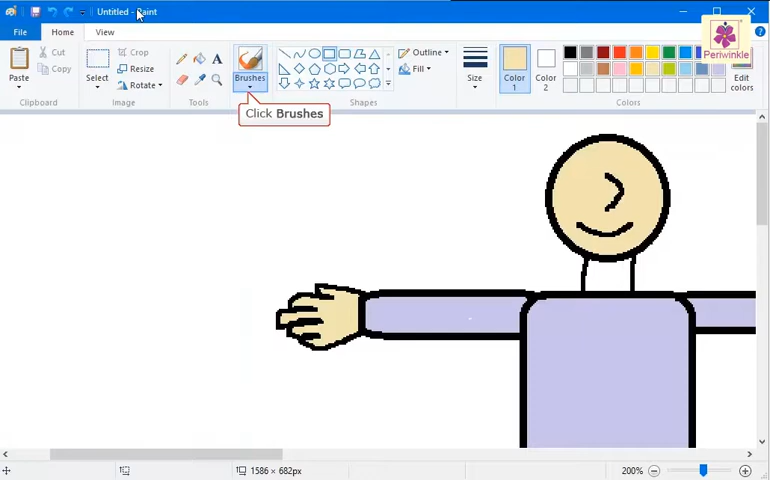 Untitled - Paint
File
Home
View
Cut
Copy
Paste
Clipboard
Crop
Resize
Rotate
Select
Image
A
Tools
Brushes
Outline
Fill
Shapes
Size
Color
1
Color
2
Edit
colors
Colors
Periwinkle
Click Brushes
1586 × 682px
200%